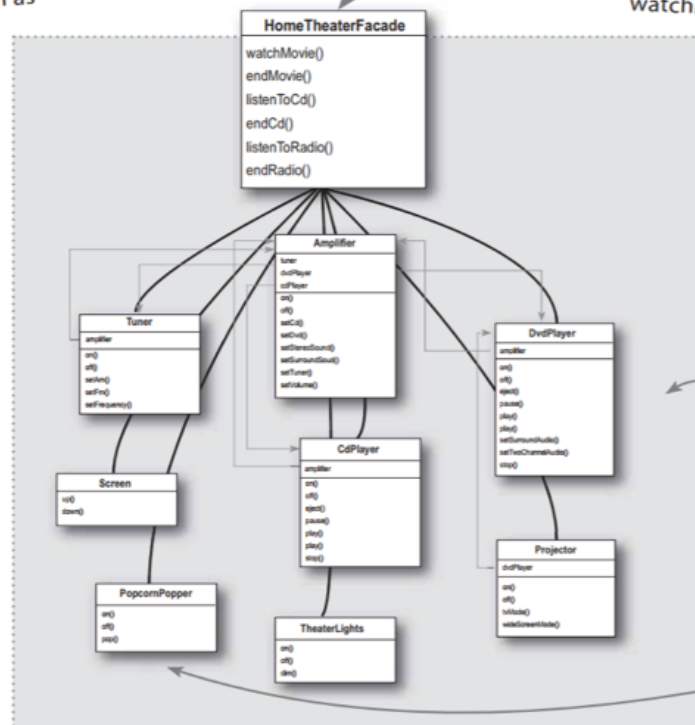 watch
HomeTheaterFacade
watchMovie()
endMovie()
listenToCd()
endCd()
listenToRadio()
endRadio()
Amplifier
tuner
dvdPlayer
cdPlayer
on()
off()
setCd()
setDvd()
setStereoSound()
setSurroundSoud()
setTuner()
setVolume()
Tuner
amplifier
on()
off()
setAm()
setFm()
setFrequency()
DvdPlayer
amplifier
on()
off()
eject()
pause()
play()
play()
setSurroundAudio()
setTwoChannelAudio()
stop()
Screen
up()
down()
CdPlayer
amplifier
on()
off()
eject()
pause()
play()
play()
stop()
PopcornPopper
on()
off()
pop()
TheaterLights
on()
off()
dim()
Projector
dvdPlayer
on()
off()
tvMode()
wideScreenMode()